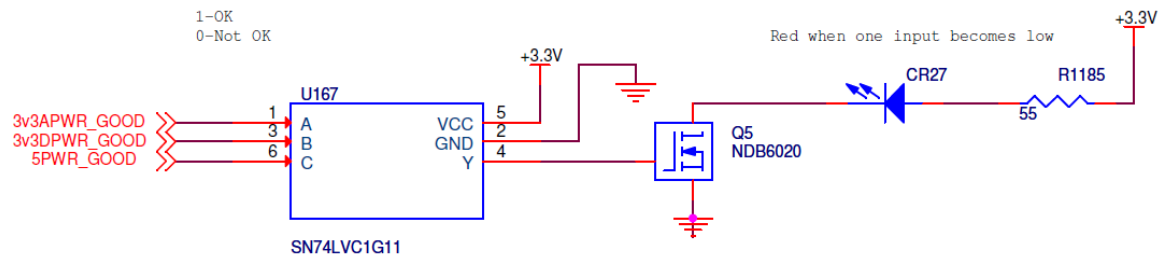 1-OK
0-Not OK
Red when one input becomes low
+3.3V
+3.3V
CR27
R1185
55
U167
3v3APWR_GOOD
1
A
VCC
5
3v3DPWR_GOOD
3
B
GND
2
5PWR_GOOD
6
C
Y
4
Q5
NDB6020
SN74LVC1G11